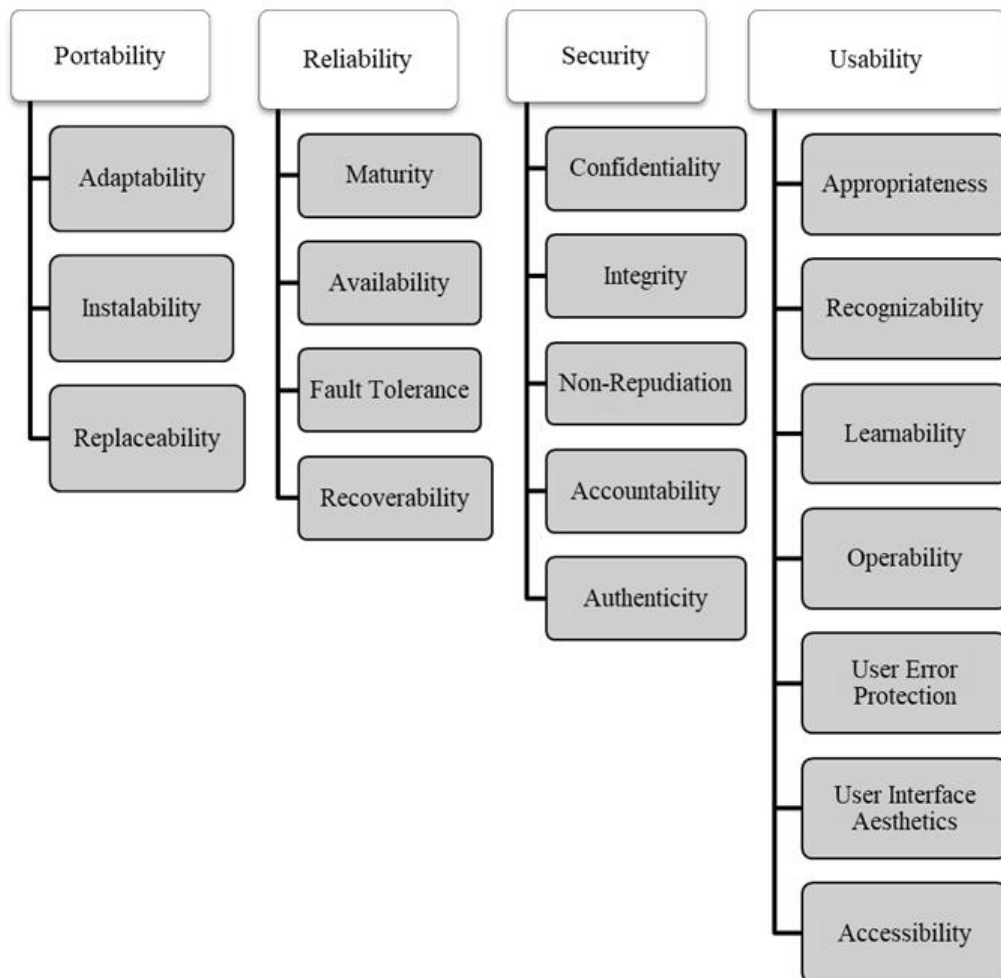 Portability
Adaptability
Instalability
Replaceability
Reliability
Maturity
Availability
Fault Tolerance
Recoverability
Security
Confidentiality
Integrity
Non-Repudiation
Accountability
Authenticity
Usability
Appropriateness
Recognizability
Learnability
Operability
User Error
Protection
User Interface
Aesthetics
Accessibility